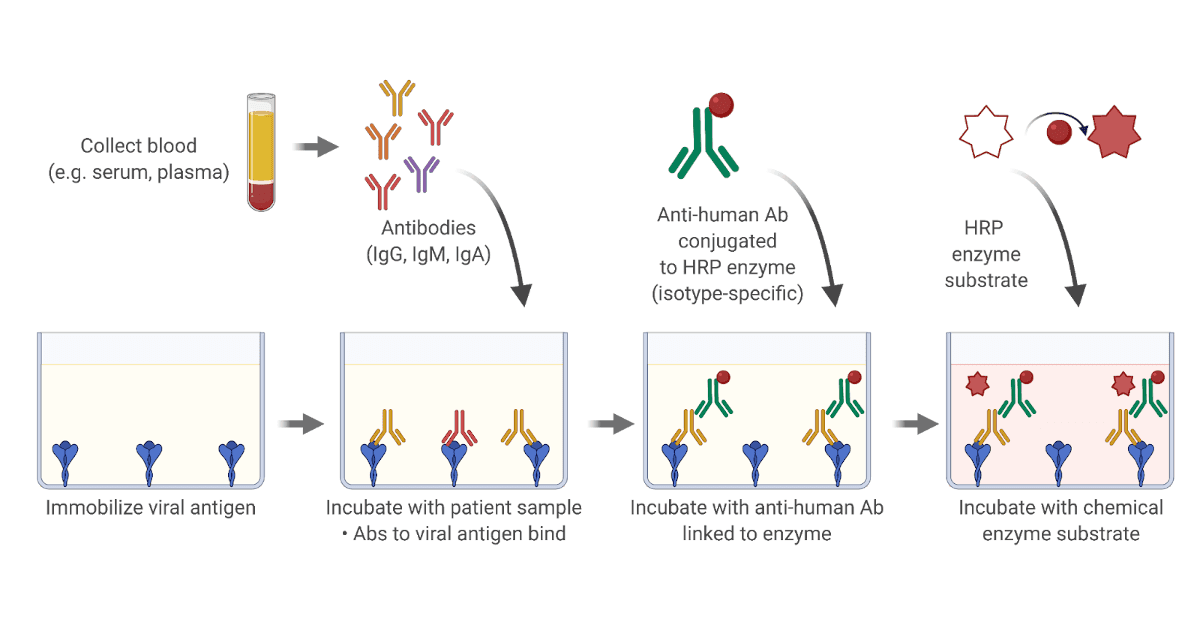 Collect blood
(e.g. serum, plasma)
Antibodies
(IgG, IgM, IgA)
Anti-human Ab
conjugated
to HRP enzyme
(isotype-specific)
HRP
enzyme
substrate
Immobilize viral antigen
Incubate with patient sample
• Abs to viral antigen bind
Incubate with anti-human Ab
linked to enzyme
Incubate with chemical
enzyme substrate